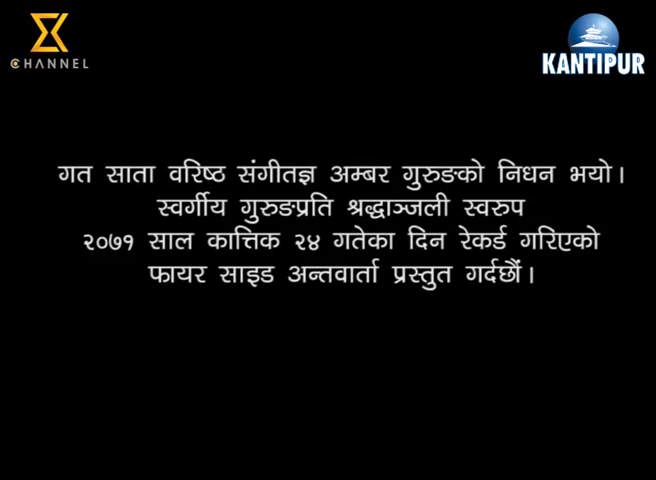 CHANNEL
KANTIPUR
गत साता वरिष्ठ संगीतज्ञ अम्बर गुरुङको निधन भयो।
स्वर्गीय गुरुङप्रति श्रद्धाञ्जली स्वरुप
२०७१ साल कात्तिक २४ गतेका दिन रेकर्ड गरिएको
फायर साइड अन्तवार्ता प्रस्तुत गर्दछौं।